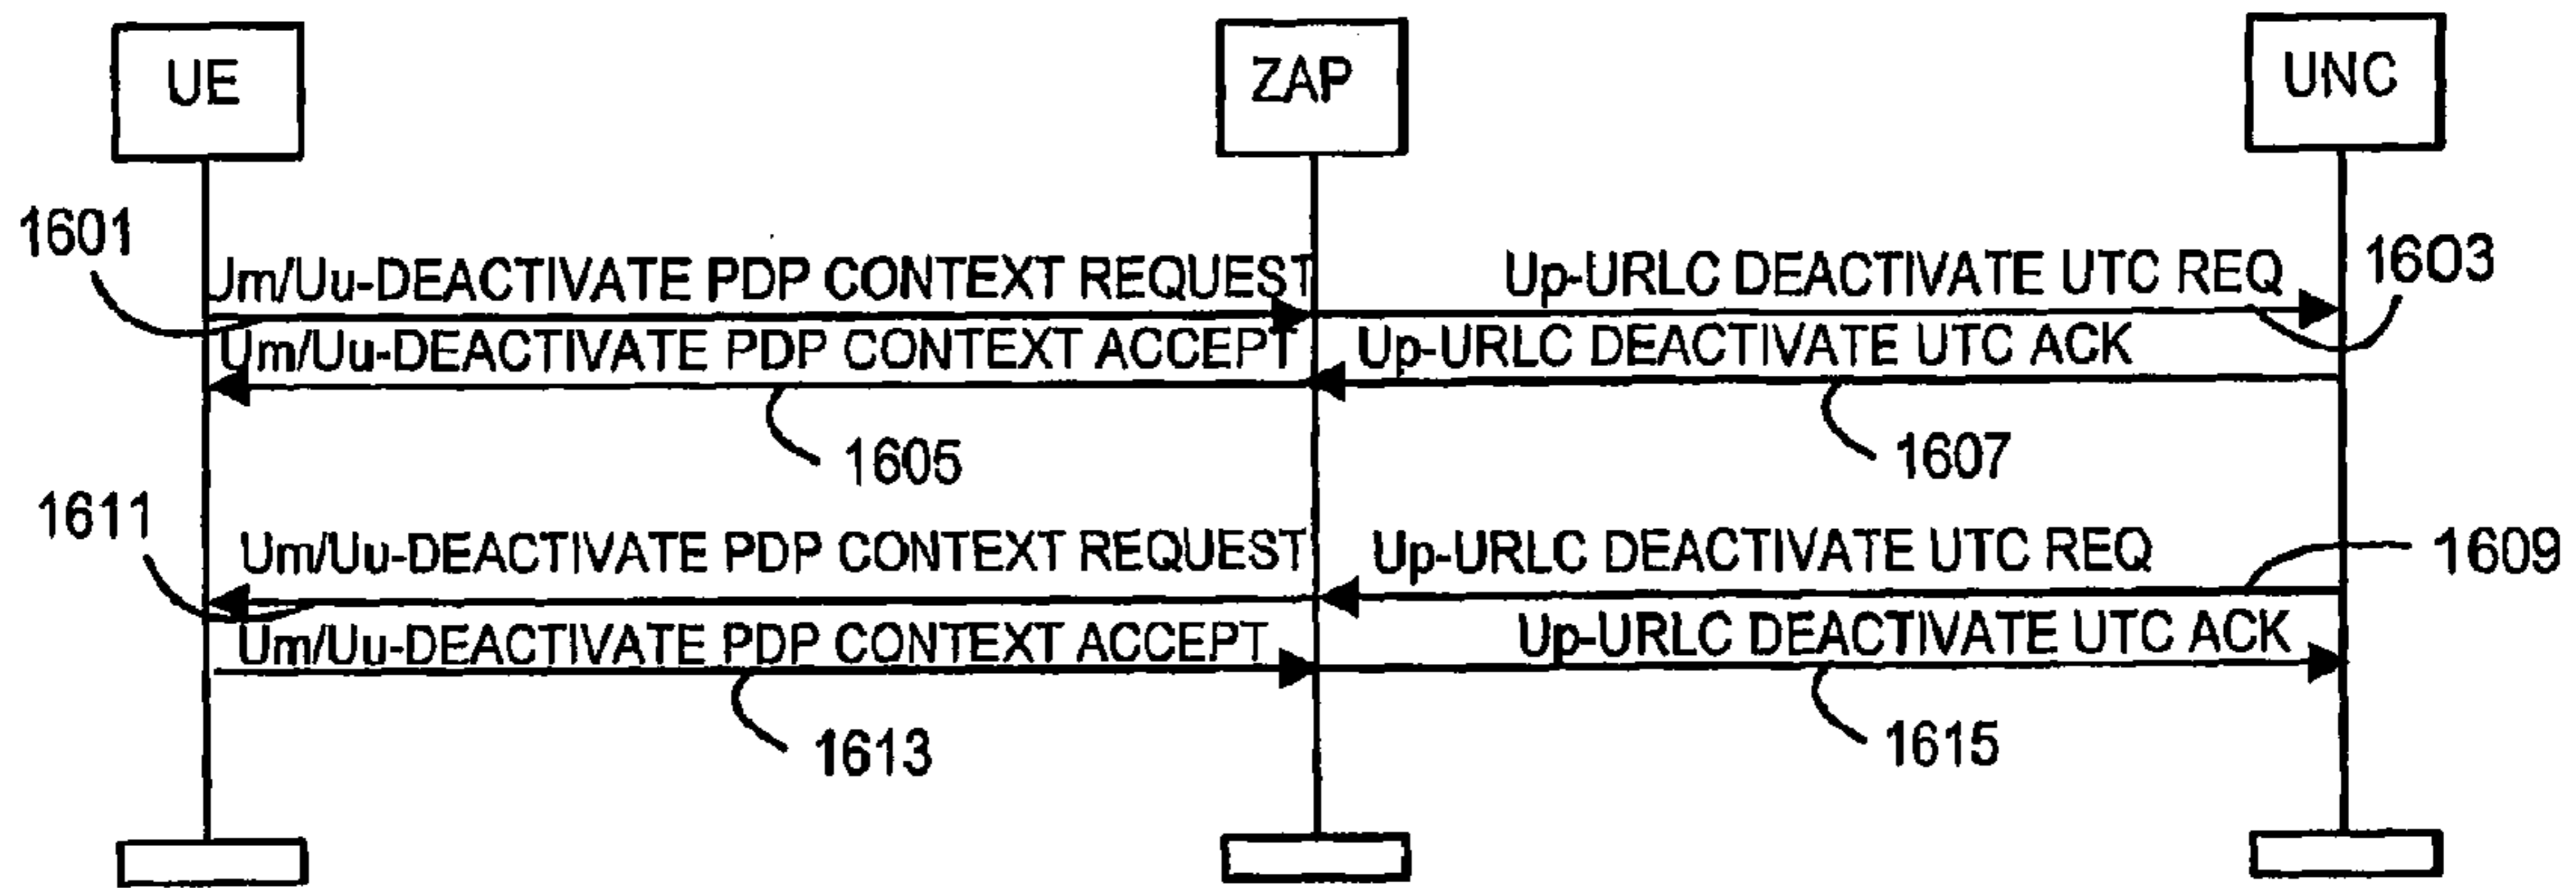 UE
ZAP
UNC
1601
Um/Uu-DEACTIVATE PDP CONTEXT REQUEST
Up-URLC DEACTIVATE UTC REQ
1603
Um/Uu-DEACTIVATE PDP CONTEXT ACCEPT
Up-URLC DEACTIVATE UTC ACK
1605
1607
1611
Um/Uu-DEACTIVATE PDP CONTEXT REQUEST
Up-URLC DEACTIVATE UTC REQ
1609
Um/Uu-DEACTIVATE PDP CONTEXT ACCEPT
Up-URLC DEACTIVATE UTC ACK
1613
1615